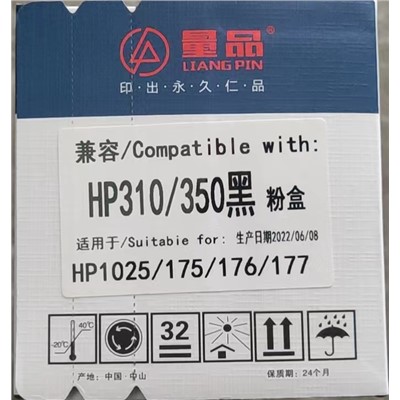 量品
LIANG PIN
印·出·永·久·仁·品
兼容/Compatible with:
HP310/350黑 粉盒
适用于/Suitabie for: 生产日期2022/06/08
HP1025/175/176/177
-20℃ 40℃
32
产地: 中国·中山 保质期: 24个月